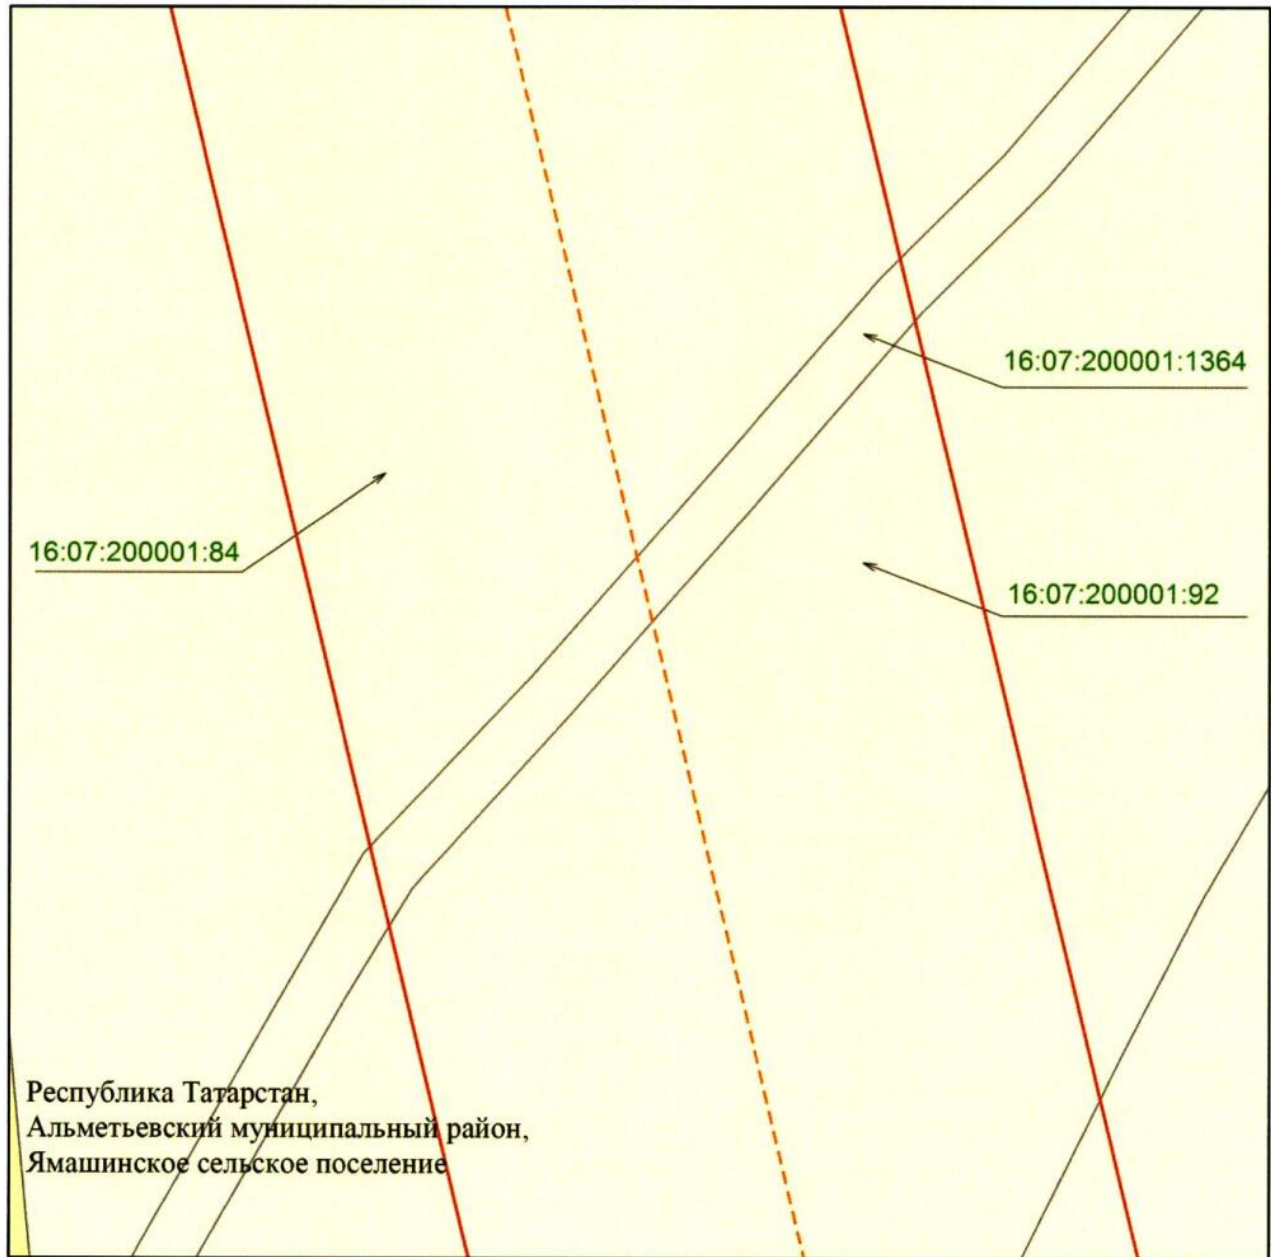 16:07:200001:1364
16:07:200001:84
16:07:200001:92
Республика Татарстан,
Альметьевский муниципальный район,
Ямашинское сельское поселение